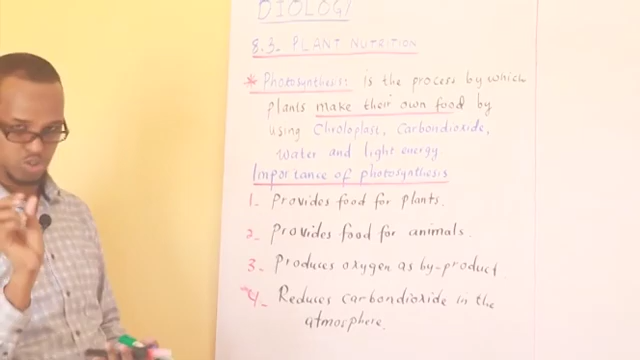 BIOLOGY
8.3. PLANT NUTRITION
* Photosynthesis: is the process by which
plants make their own food by
using Chroloplast, Carbondioxide,
water and light energy
Importance of photosynthesis
1- Provides food for plants.
2- Provides food for animals.
3- Produces oxygen as by-product
4- Reduces carbondioxide in the
atmosphere.